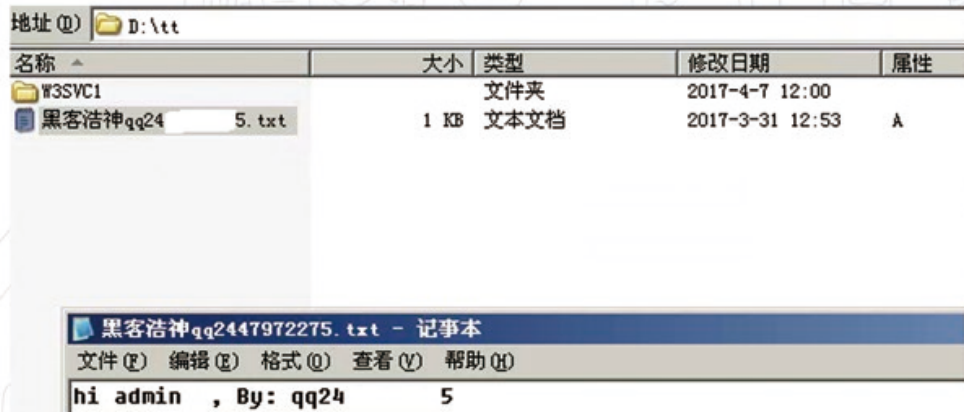 地址(D) D:\tt
名称 大小 类型 修改日期 属性
W3SVC1 文件夹 2017-4-7 12:00
黑客浩神qq24 5.txt 1 KB 文本文档 2017-3-31 12:53 A
黑客浩神qq2447972275.txt - 记事本
文件(F) 编辑(E) 格式(O) 查看(V) 帮助(H)
hi admin , By: qq24 5